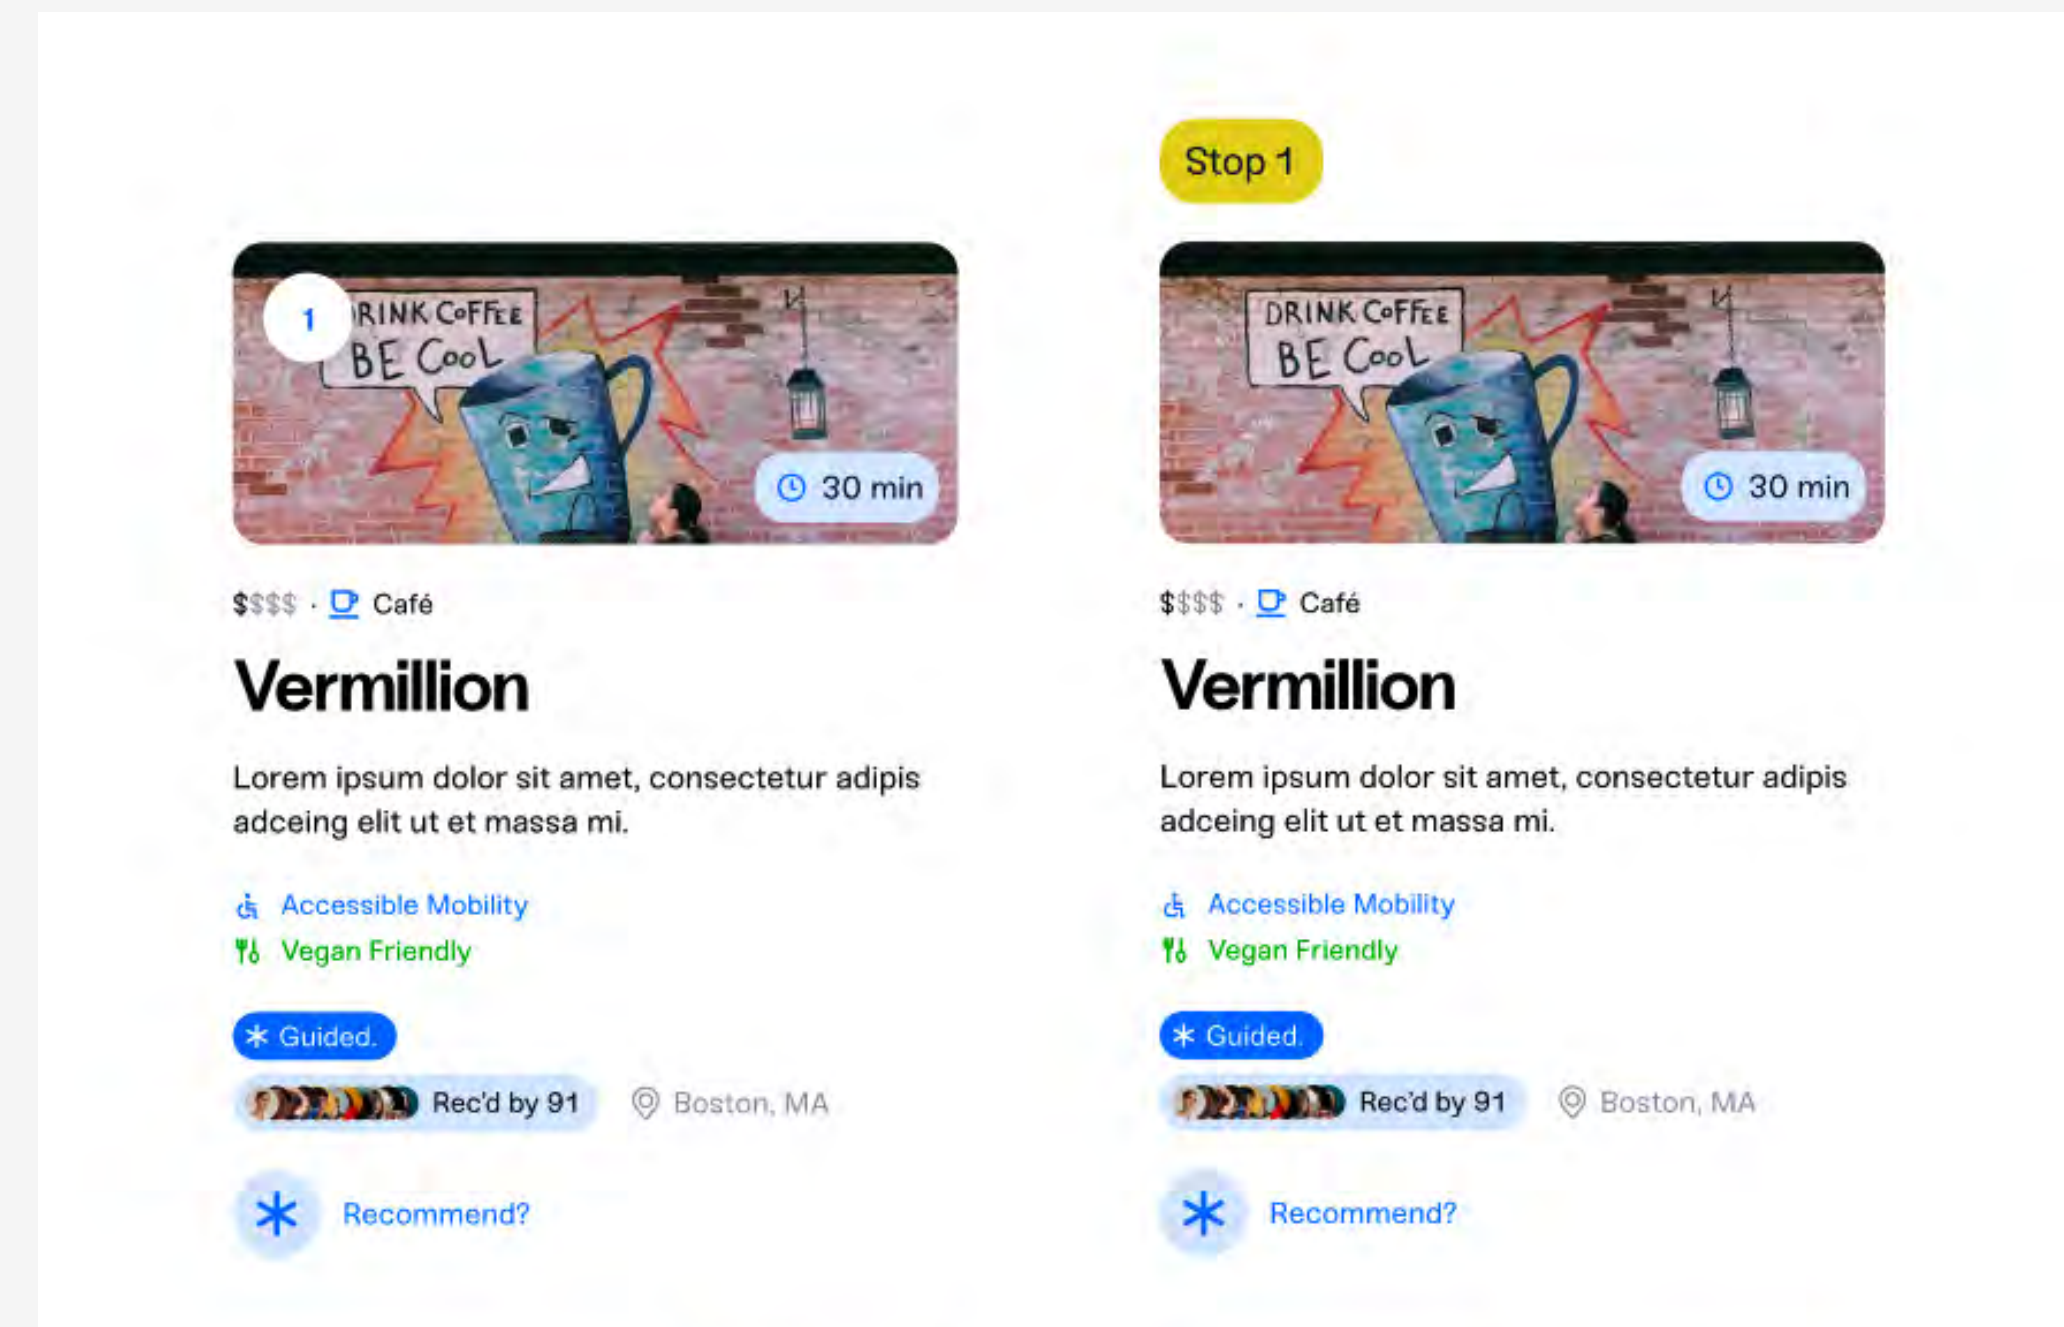 1
DRINK COFFEE
BE COOL
30 min
$$$$ · Café
Vermillion
Lorem ipsum dolor sit amet, consectetur adipis
adceing elit ut et massa mi.
Accessible Mobility
Vegan Friendly
Guided.
Rec'd by 91
Boston, MA
Recommend?
Stop 1
DRINK COFFEE
BE COOL
30 min
$$$$ · Café
Vermillion
Lorem ipsum dolor sit amet, consectetur adipis
adceing elit ut et massa mi.
Accessible Mobility
Vegan Friendly
Guided.
Rec'd by 91
Boston, MA
Recommend?